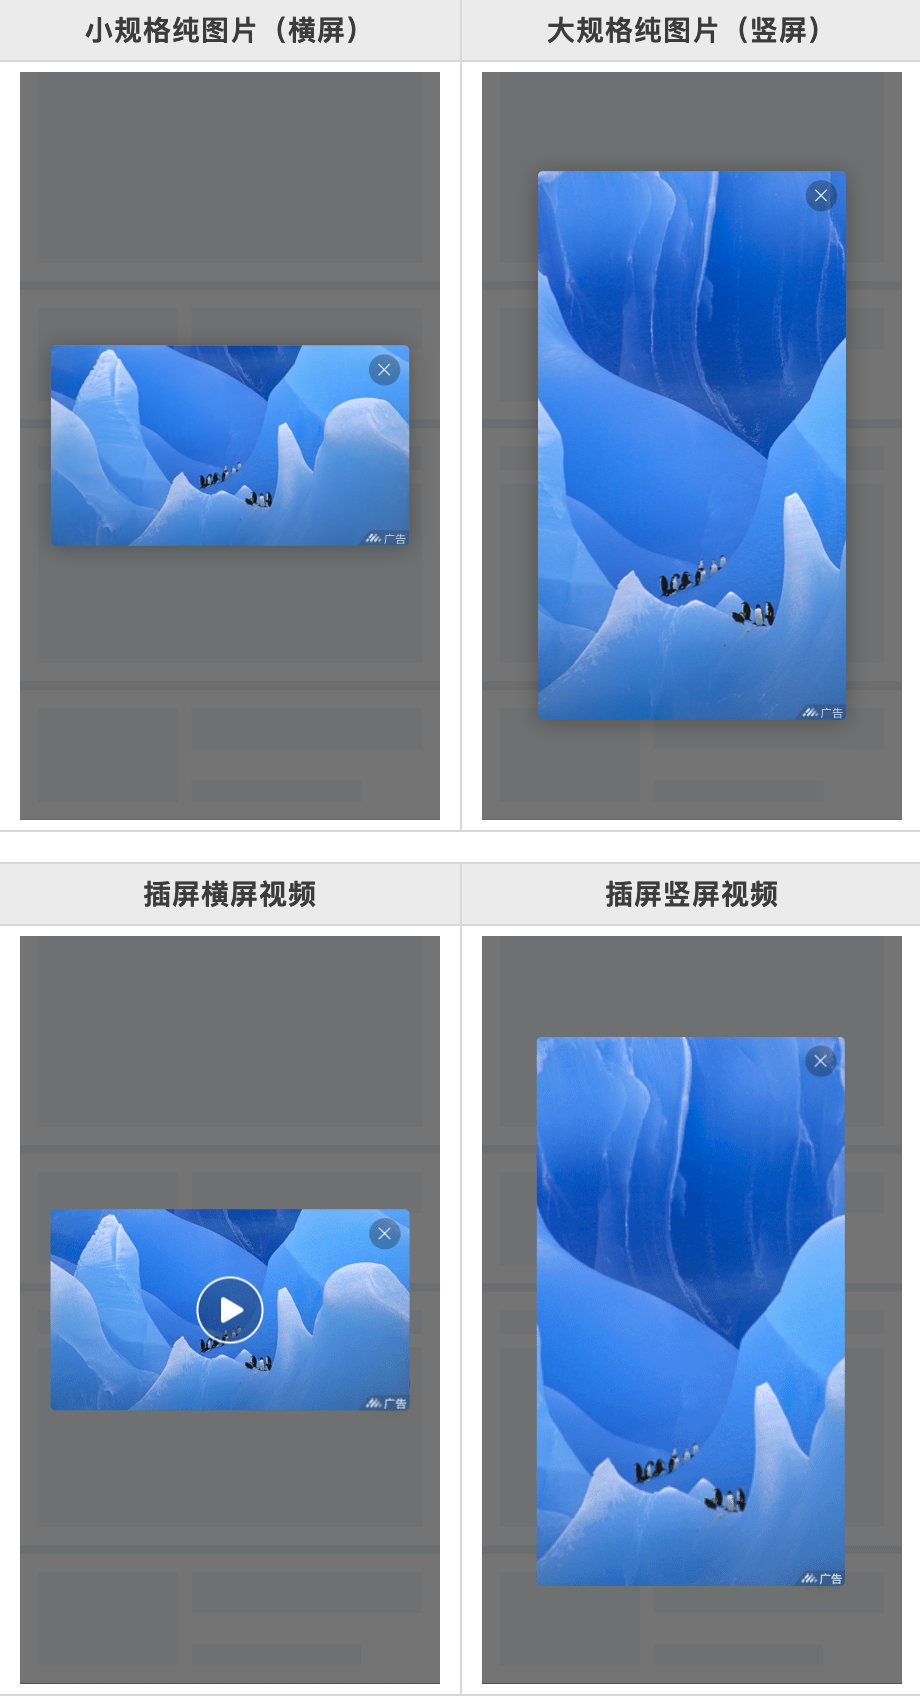 小规格纯图片（横屏）
大规格纯图片（竖屏）
广告
广告
插屏横屏视频
插屏竖屏视频
广告
广告